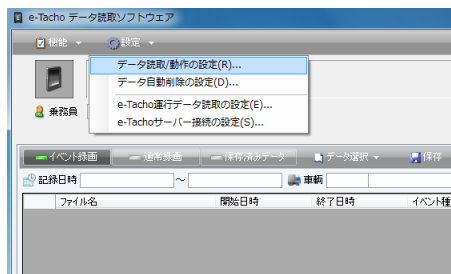 e-Tacho データ読取ソフトウェア
機能 設定
データ読取/動作の設定(R)...
データ自動削除の設定(D)...
e-Tacho運行データ読取の設定(E)...
e-Tachoサーバー接続の設定(S)...
乗務員
イベント録画 通常録画 保存済みデータ データ選択 保存
記録日時 ～ 車輌
ファイル名 開始日時 終了日時 イベント種